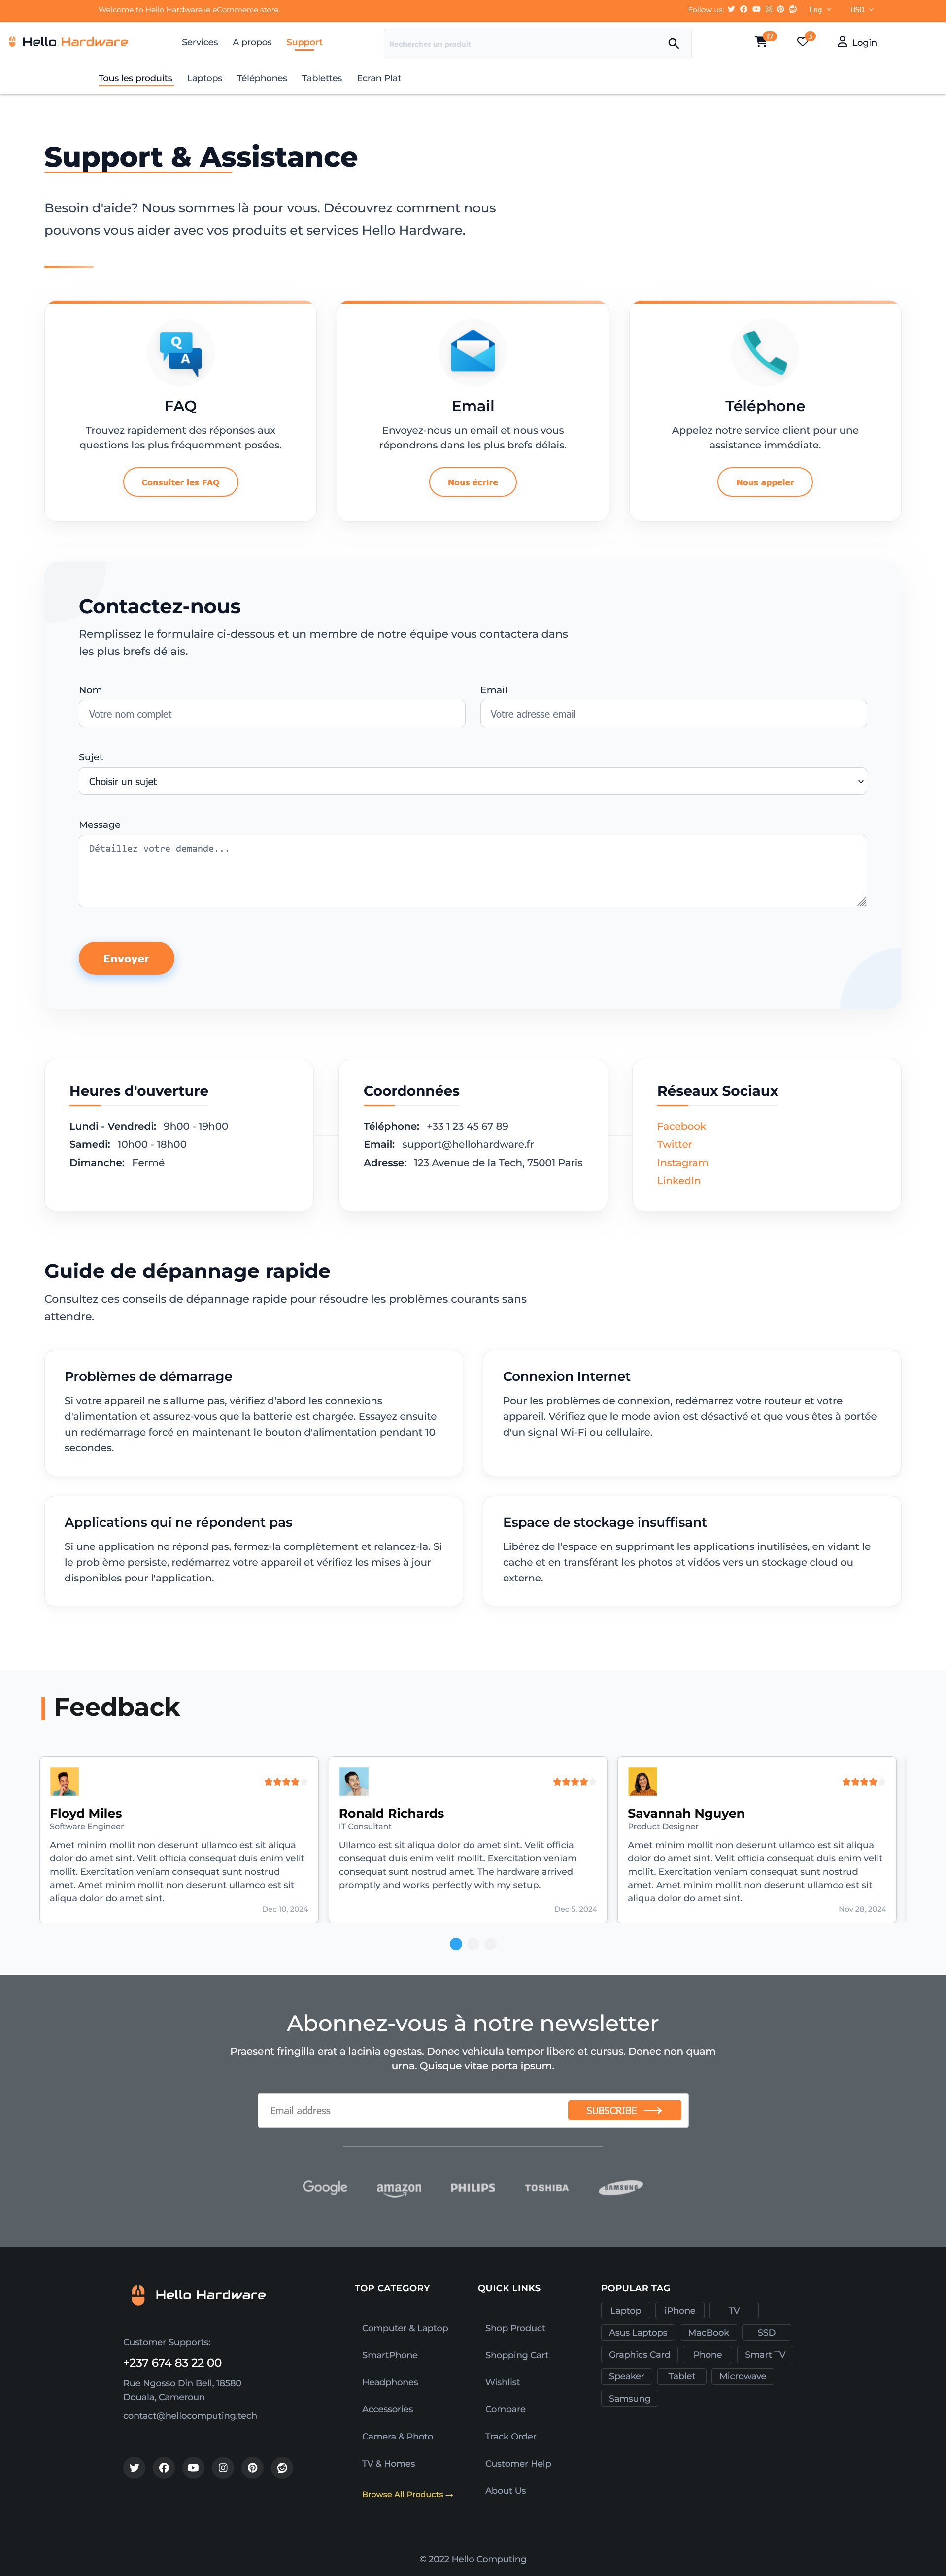 Welcome to Hello Hardware.ie eCommerce store.
Follow us:
Eng
USD
Hello Hardware
Services
A propos
Support
Rechercher un produit
17
3
Login
Tous les produits
Laptops
Téléphones
Tablettes
Ecran Plat
Support & Assistance
Besoin d'aide? Nous sommes là pour vous. Découvrez comment nous
pouvons vous aider avec vos produits et services Hello Hardware.
Q
A
FAQ
Trouvez rapidement des réponses aux
questions les plus fréquemment posées.
Consulter les FAQ
Email
Envoyez-nous un email et nous vous
répondrons dans les plus brefs délais.
Nous écrire
Téléphone
Appelez notre service client pour une
assistance immédiate.
Nous appeler
Contactez-nous
Remplissez le formulaire ci-dessous et un membre de notre équipe vous contactera dans
les plus brefs délais.
Nom
Votre nom complet
Email
Votre adresse email
Sujet
Choisir un sujet
Message
Détaillez votre demande...
Envoyer
Heures d'ouverture
Lundi - Vendredi: 9h00 - 19h00
Samedi: 10h00 - 18h00
Dimanche: Fermé
Coordonnées
Téléphone: +33 1 23 45 67 89
Email: support@hellohardware.fr
Adresse: 123 Avenue de la Tech, 75001 Paris
Réseaux Sociaux
Facebook
Twitter
Instagram
LinkedIn
Guide de dépannage rapide
Consultez ces conseils de dépannage rapide pour résoudre les problèmes courants sans
attendre.
Problèmes de démarrage
Si votre appareil ne s'allume pas, vérifiez d'abord les connexions
d'alimentation et assurez-vous que la batterie est chargée. Essayez ensuite
un redémarrage forcé en maintenant le bouton d'alimentation pendant 10
secondes.
Connexion Internet
Pour les problèmes de connexion, redémarrez votre routeur et votre
appareil. Vérifiez que le mode avion est désactivé et que vous êtes à portée
d'un signal Wi-Fi ou cellulaire.
Applications qui ne répondent pas
Si une application ne répond pas, fermez-la complètement et relancez-la. Si
le problème persiste, redémarrez votre appareil et vérifiez les mises à jour
disponibles pour l'application.
Espace de stockage insuffisant
Libérez de l'espace en supprimant les applications inutilisées, en vidant le
cache et en transférant les photos et vidéos vers un stockage cloud ou
externe.
Feedback
Floyd Miles
Software Engineer
Amet minim mollit non deserunt ullamco est sit aliqua
dolor do amet sint. Velit officia consequat duis enim velit
mollit. Exercitation veniam consequat sunt nostrud
amet. Amet minim mollit non deserunt ullamco est sit
aliqua dolor do amet sint.
Dec 10, 2024
Ronald Richards
IT Consultant
Ullamco est sit aliqua dolor do amet sint. Velit officia
consequat duis enim velit mollit. Exercitation veniam
consequat sunt nostrud amet. The hardware arrived
promptly and works perfectly with my setup.
Dec 5, 2024
Savannah Nguyen
Product Designer
Amet minim mollit non deserunt ullamco est sit aliqua
dolor do amet sint. Velit officia consequat duis enim velit
mollit. Exercitation veniam consequat sunt nostrud
amet. Amet minim mollit non deserunt ullamco est sit
aliqua dolor do amet sint.
Nov 28, 2024
Abonnez-vous à notre newsletter
Praesent fringilla erat a lacinia egestas. Donec vehicula tempor libero et cursus. Donec non quam
urna. Quisque vitae porta ipsum.
Email address
SUBSCRIBE
Google
amazon
PHILIPS
TOSHIBA
SAMSUNG
Hello Hardware
Customer Supports:
+237 674 83 22 00
Rue Ngosso Din Bell, 18580
Douala, Cameroun
contact@hellocomputing.tech
TOP CATEGORY
Computer & Laptop
SmartPhone
Headphones
Accessories
Camera & Photo
TV & Homes
Browse All Products →
QUICK LINKS
Shop Product
Shopping Cart
Wishlist
Compare
Track Order
Customer Help
About Us
POPULAR TAG
Laptop
iPhone
TV
Asus Laptops
MacBook
SSD
Graphics Card
Phone
Smart TV
Speaker
Tablet
Microwave
Samsung
© 2022 Hello Computing